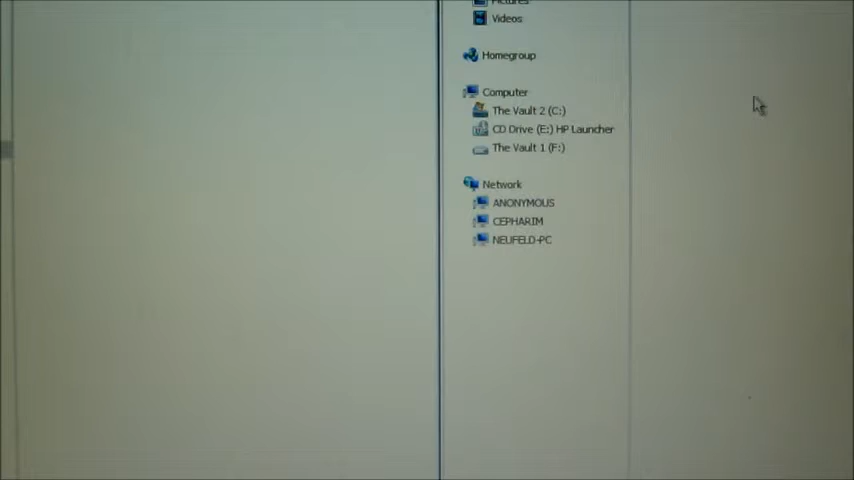 Pictures
Videos
Homegroup
Computer
The Vault 2 (C:)
CD Drive (E:) HP Launcher
The Vault 1 (F:)
Network
ANONYMOUS
CEPHARIM
NEUFELD-PC